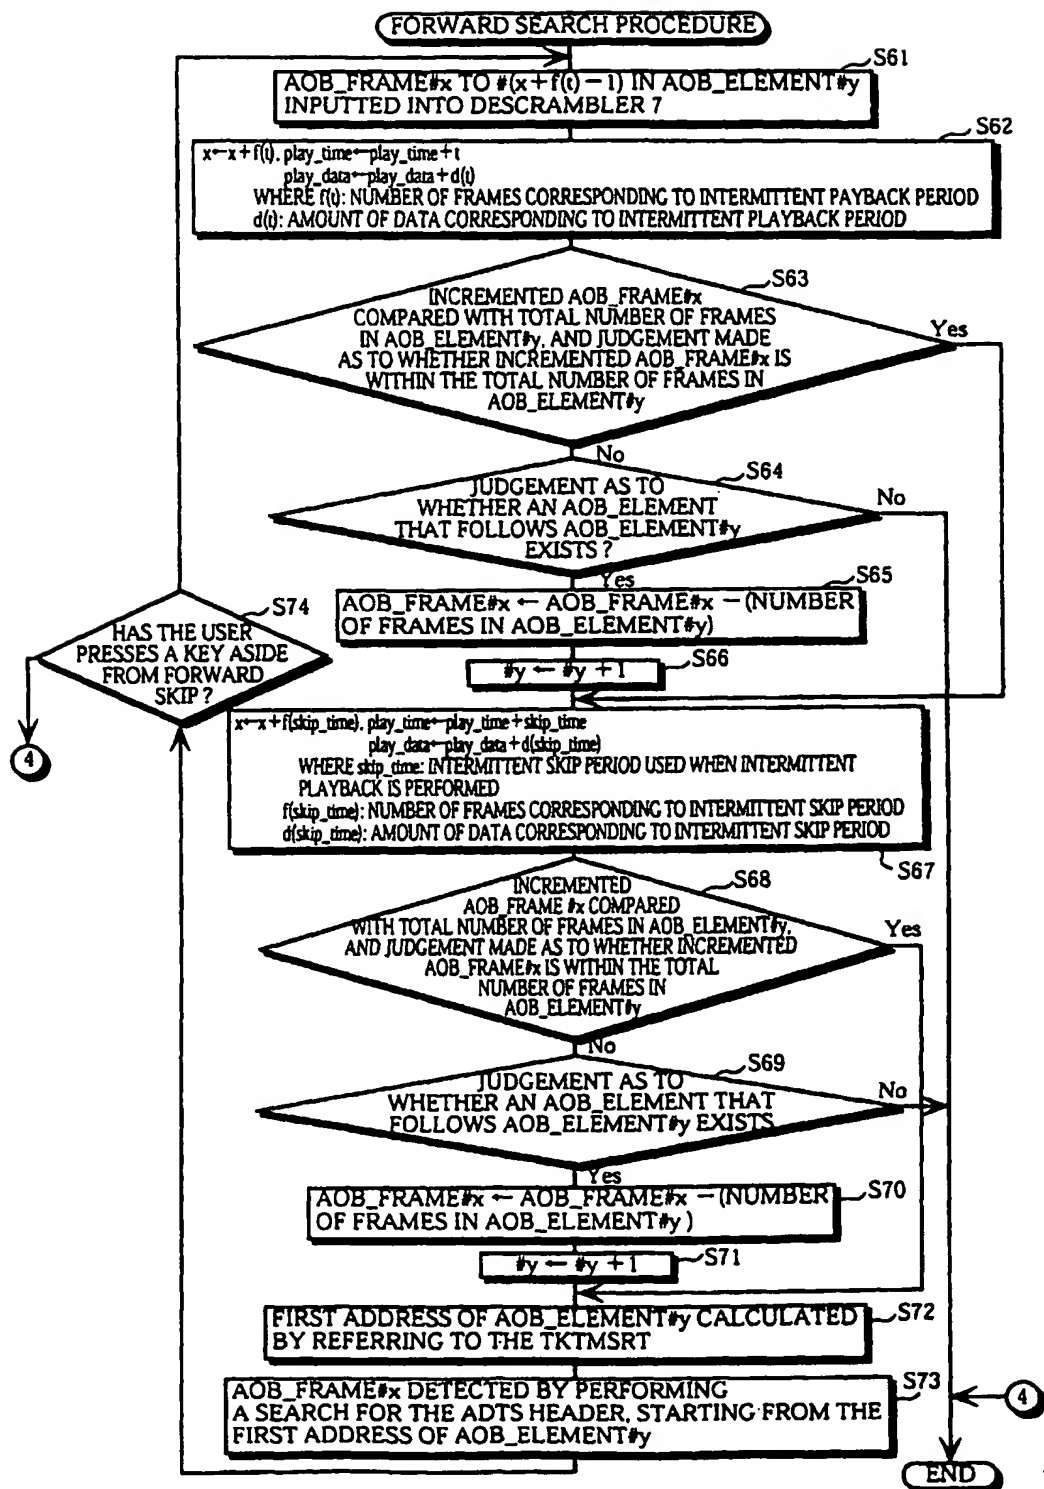 FORWARD SEARCH PROCEDURE
S61
AOB_FRAME#x TO #(x+f(t)-1) IN AOB_ELEMENT#y
INPUTTED INTO DESCRAMBLER 7
S62
x←x+f(t), play_time←play_time+t
play_data←play_data+d(t)
WHERE f(t): NUMBER OF FRAMES CORRESPONDING TO INTERMITTENT PAYBACK PERIOD
d(t): AMOUNT OF DATA CORRESPONDING TO INTERMITTENT PLAYBACK PERIOD
S63
INCREMENTED AOB_FRAME#x
COMPARED WITH TOTAL NUMBER OF FRAMES
IN AOB_ELEMENT#y, AND JUDGEMENT MADE
AS TO WHETHER INCREMENTED AOB_FRAME#x IS
WITHIN THE TOTAL NUMBER OF FRAMES IN
AOB_ELEMENT#y
Yes
No
S64
JUDGEMENT AS TO
WHETHER AN AOB_ELEMENT
THAT FOLLOWS AOB_ELEMENT#y
EXISTS ?
No
Yes
S65
AOB_FRAME#x ← AOB_FRAME#x − (NUMBER
OF FRAMES IN AOB_ELEMENT#y)
S66
#y ← #y + 1
S74
HAS THE USER
PRESSES A KEY ASIDE
FROM FORWARD
SKIP ?
4
x←x+f(skip_time), play_time←play_time+skip_time
play_data←play_data+d(skip_time)
WHERE skip_time: INTERMITTENT SKIP PERIOD USED WHEN INTERMITTENT
PLAYBACK IS PERFORMED
f(skip_time): NUMBER OF FRAMES CORRESPONDING TO INTERMITTENT SKIP PERIOD
d(skip_time): AMOUNT OF DATA CORRESPONDING TO INTERMITTENT SKIP PERIOD
S67
S68
INCREMENTED
AOB_FRAME #x COMPARED
WITH TOTAL NUMBER OF FRAMES IN AOB_ELEMENT#y,
AND JUDGEMENT MADE AS TO WHETHER INCREMENTED
AOB_FRAME#x IS WITHIN THE TOTAL
NUMBER OF FRAMES IN
AOB_ELEMENT#y
Yes
No
S69
JUDGEMENT AS TO
WHETHER AN AOB_ELEMENT THAT
FOLLOWS AOB_ELEMENT#y EXISTS
No
Yes
S70
AOB_FRAME#x ← AOB_FRAME#x − (NUMBER
OF FRAMES IN AOB_ELEMENT#y )
S71
#y ← #y + 1
S72
FIRST ADDRESS OF AOB_ELEMENT#y CALCULATED
BY REFERRING TO THE TKTMSRT
S73
AOB_FRAME#x DETECTED BY PERFORMING
A SEARCH FOR THE ADTS HEADER, STARTING FROM THE
FIRST ADDRESS OF AOB_ELEMENT#y
4
END